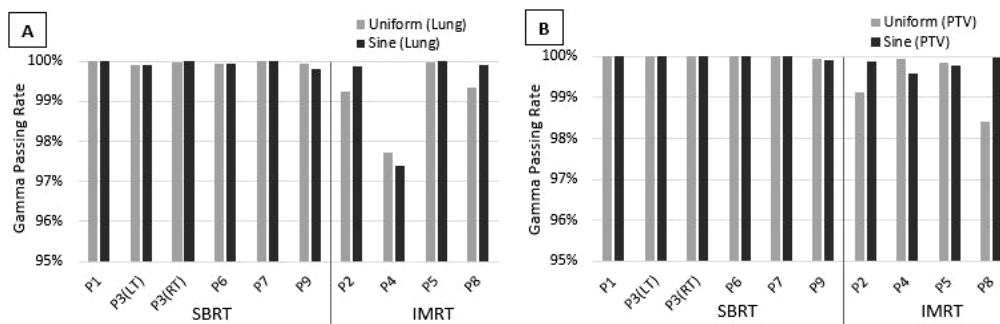 A
Uniform (Lung)
Sine (Lung)
Gamma Passing Rate
100%
99%
98%
97%
96%
95%
P1
P3(LT)
P3(RT)
P6
P7
P9
P2
P4
P5
P8
SBRT
IMRT
B
Uniform (PTV)
Sine (PTV)
Gamma Passing Rate
100%
99%
98%
97%
96%
95%
P1
P3(LT)
P3(RT)
P6
P7
P9
P2
P4
P5
P8
SBRT
IMRT